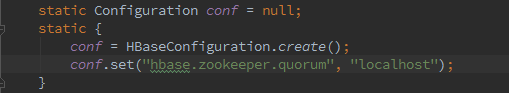 static Configuration conf = null;
static {
conf = HBaseConfiguration.create();
conf.set("hbase.zookeeper.quorum", "localhost");
}